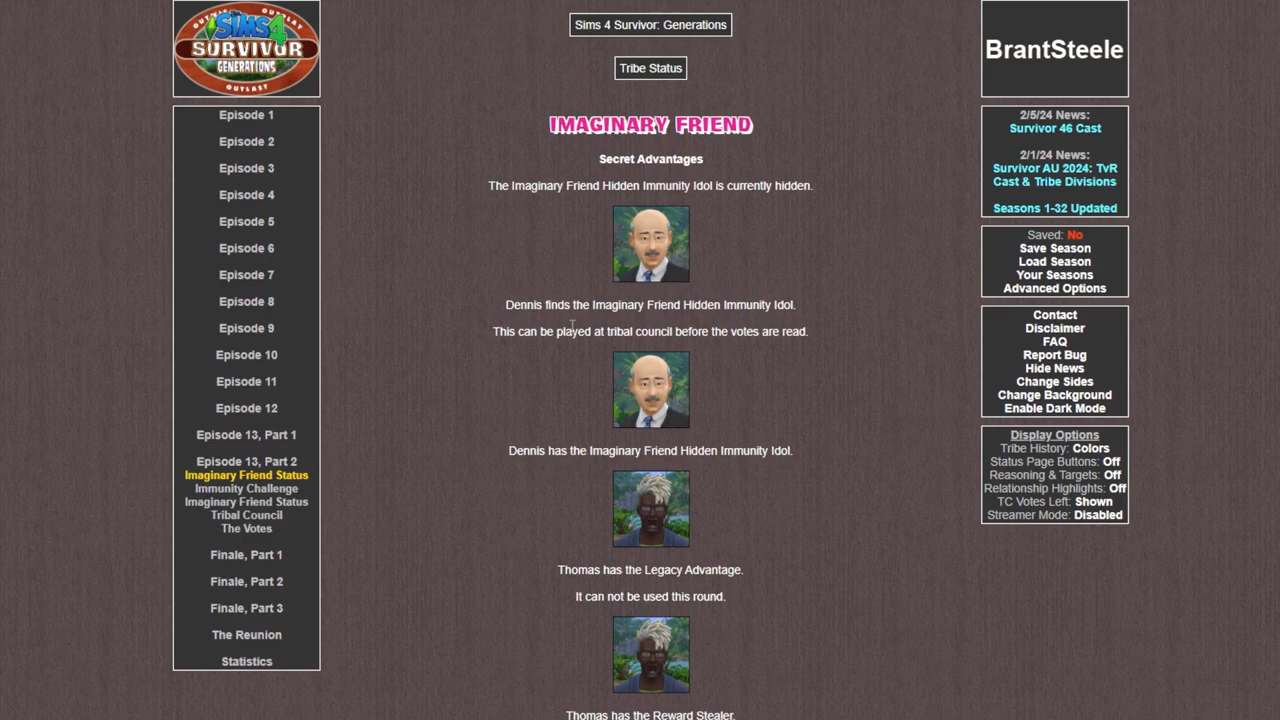 OUTWIT OUTPLAY
THE SIMS 4
SURVIVOR
GENERATIONS
OUTLAST
Episode 1
Episode 2
Episode 3
Episode 4
Episode 5
Episode 6
Episode 7
Episode 8
Episode 9
Episode 10
Episode 11
Episode 12
Episode 13, Part 1
Episode 13, Part 2
Imaginary Friend Status
Immunity Challenge
Imaginary Friend Status
Tribal Council
The Votes
Finale, Part 1
Finale, Part 2
Finale, Part 3
The Reunion
Statistics
Sims 4 Survivor: Generations
Tribe Status
IMAGINARY FRIEND
Secret Advantages
The Imaginary Friend Hidden Immunity Idol is currently hidden.
Dennis finds the Imaginary Friend Hidden Immunity Idol.
This can be played at tribal council before the votes are read.
Dennis has the Imaginary Friend Hidden Immunity Idol.
Thomas has the Legacy Advantage.
It can not be used this round.
Thomas has the Reward Stealer.
BrantSteele
2/5/24 News:
Survivor 46 Cast
2/1/24 News:
Survivor AU 2024: TvR
Cast & Tribe Divisions
Seasons 1-32 Updated
Saved: No
Save Season
Load Season
Your Seasons
Advanced Options
Contact
Disclaimer
FAQ
Report Bug
Hide News
Change Sides
Change Background
Enable Dark Mode
Display Options
Tribe History: Colors
Status Page Buttons: Off
Reasoning & Targets: Off
Relationship Highlights: Off
TC Votes Left: Shown
Streamer Mode: Disabled